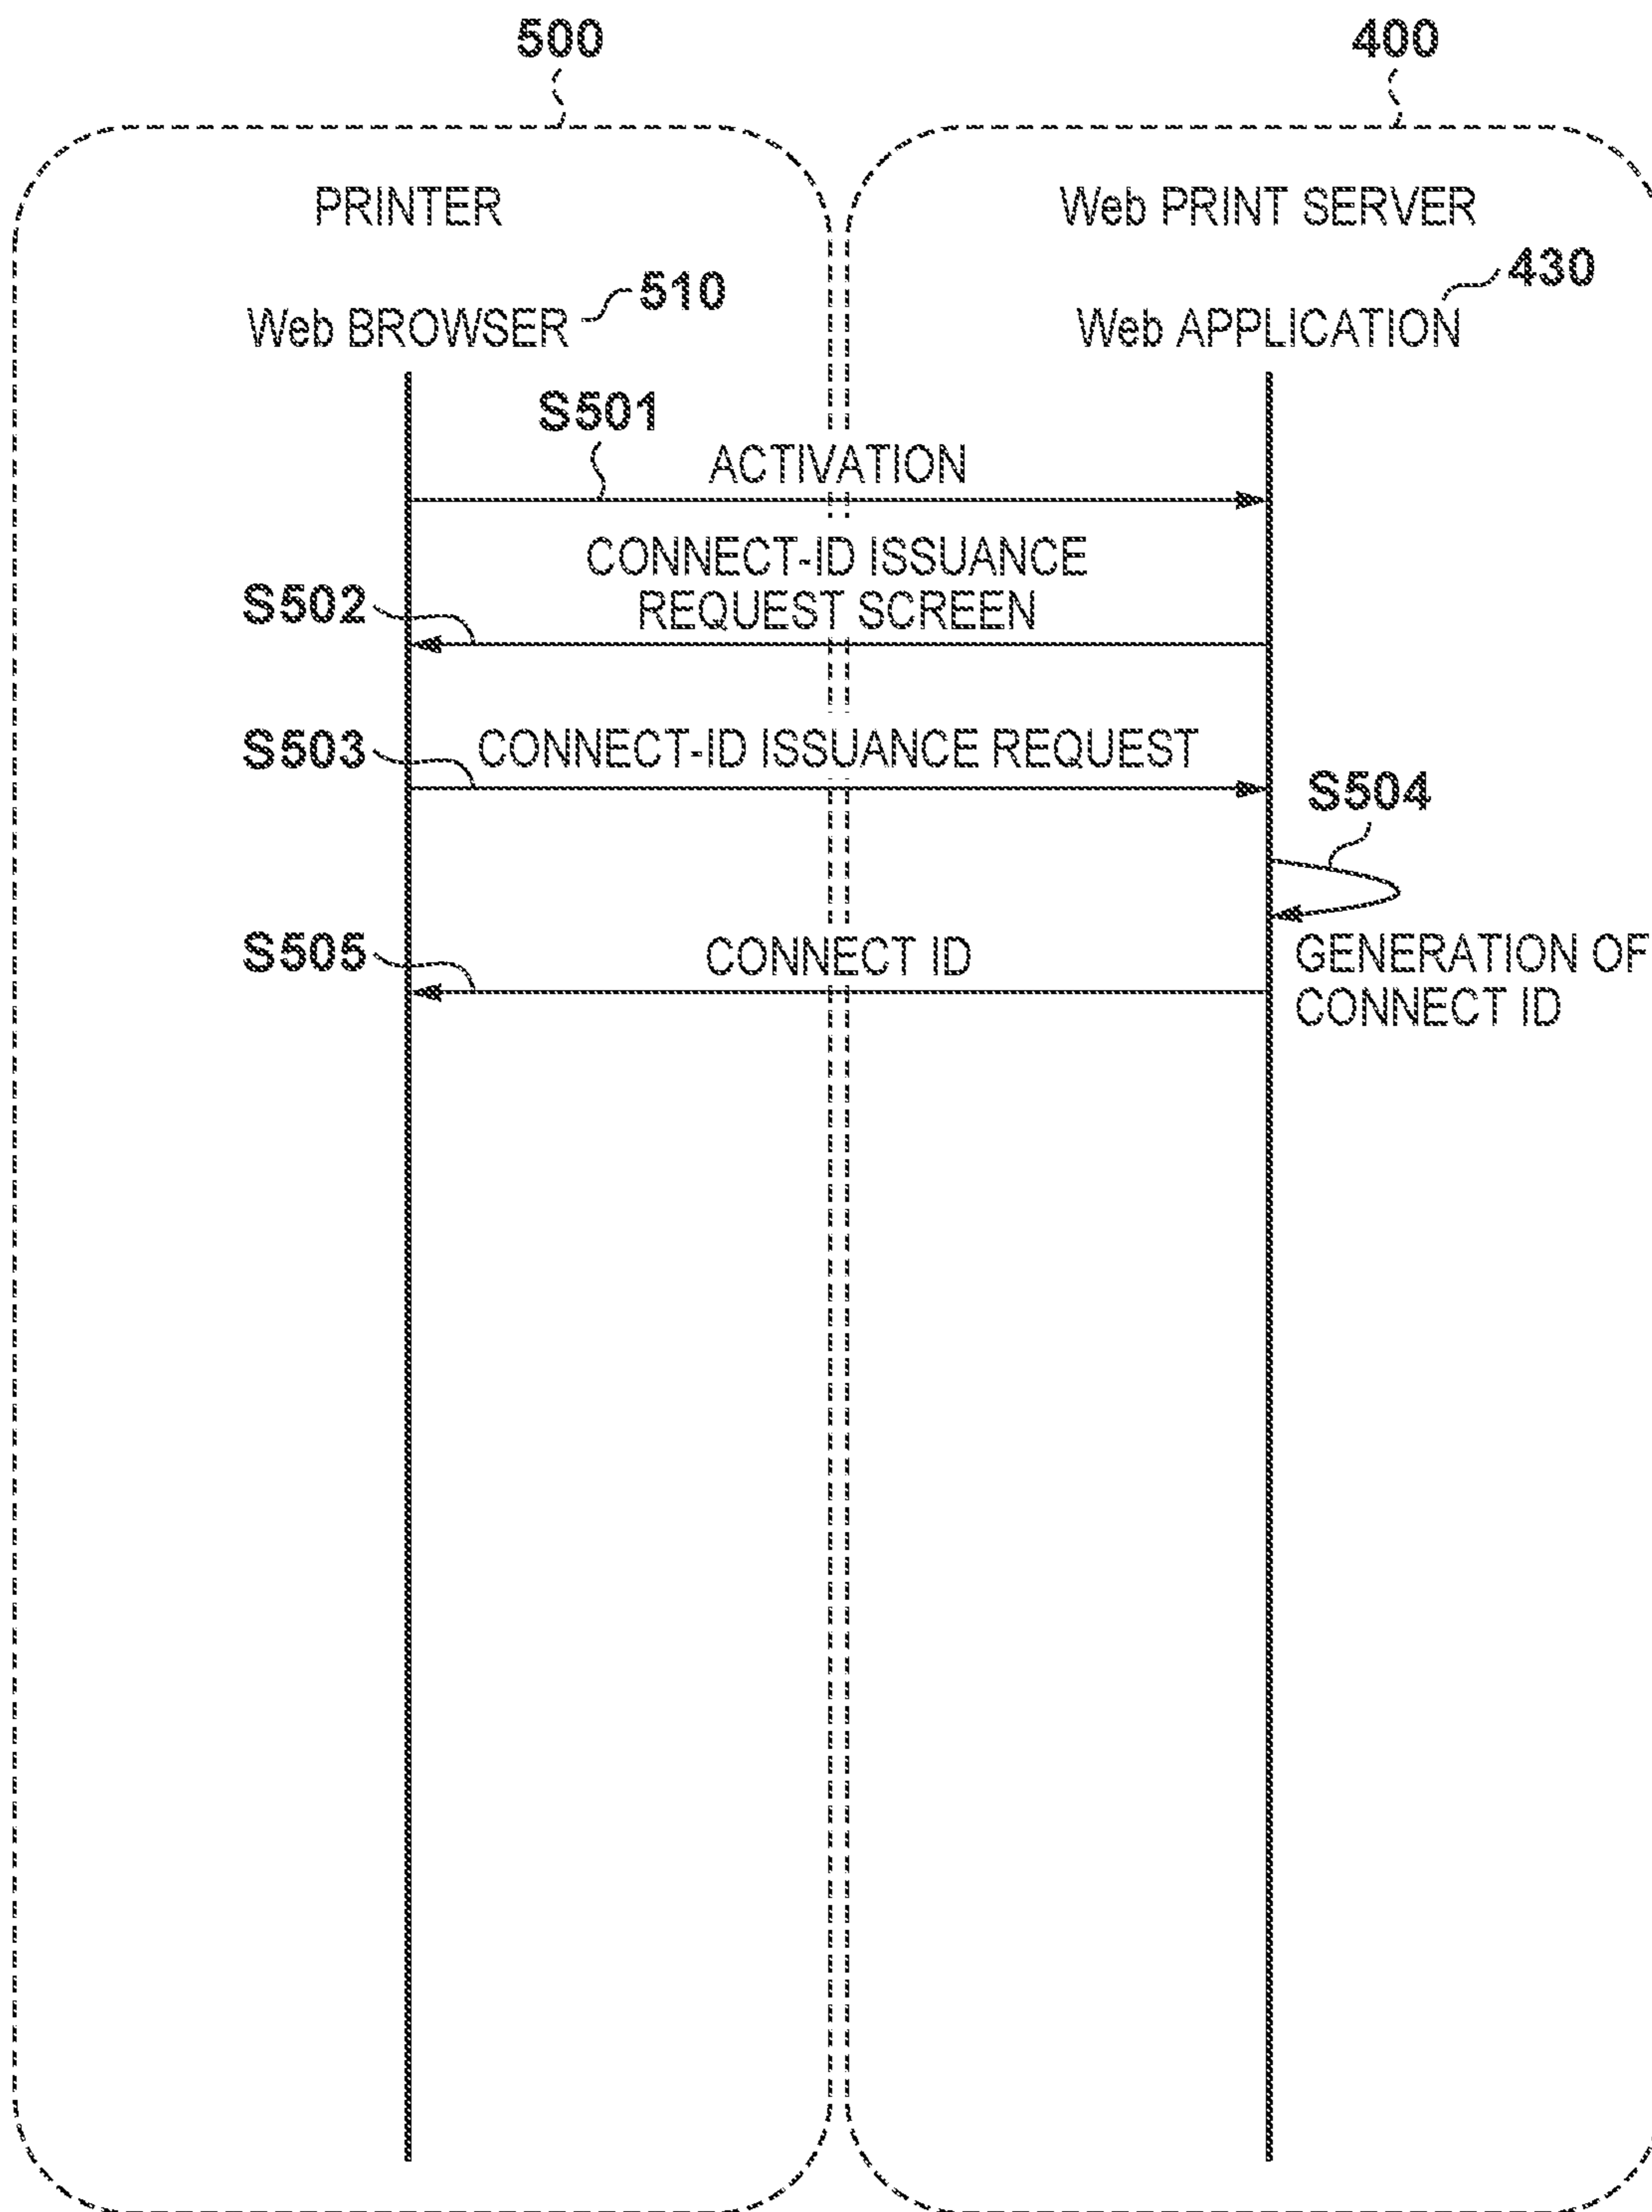 500
400
PRINTER
Web PRINT SERVER
510
430
Web BROWSER
Web APPLICATION
S501
ACTIVATION
CONNECT-ID ISSUANCE
REQUEST SCREEN
S502
S503
CONNECT-ID ISSUANCE REQUEST
S504
S505
CONNECT ID
GENERATION OF
CONNECT ID